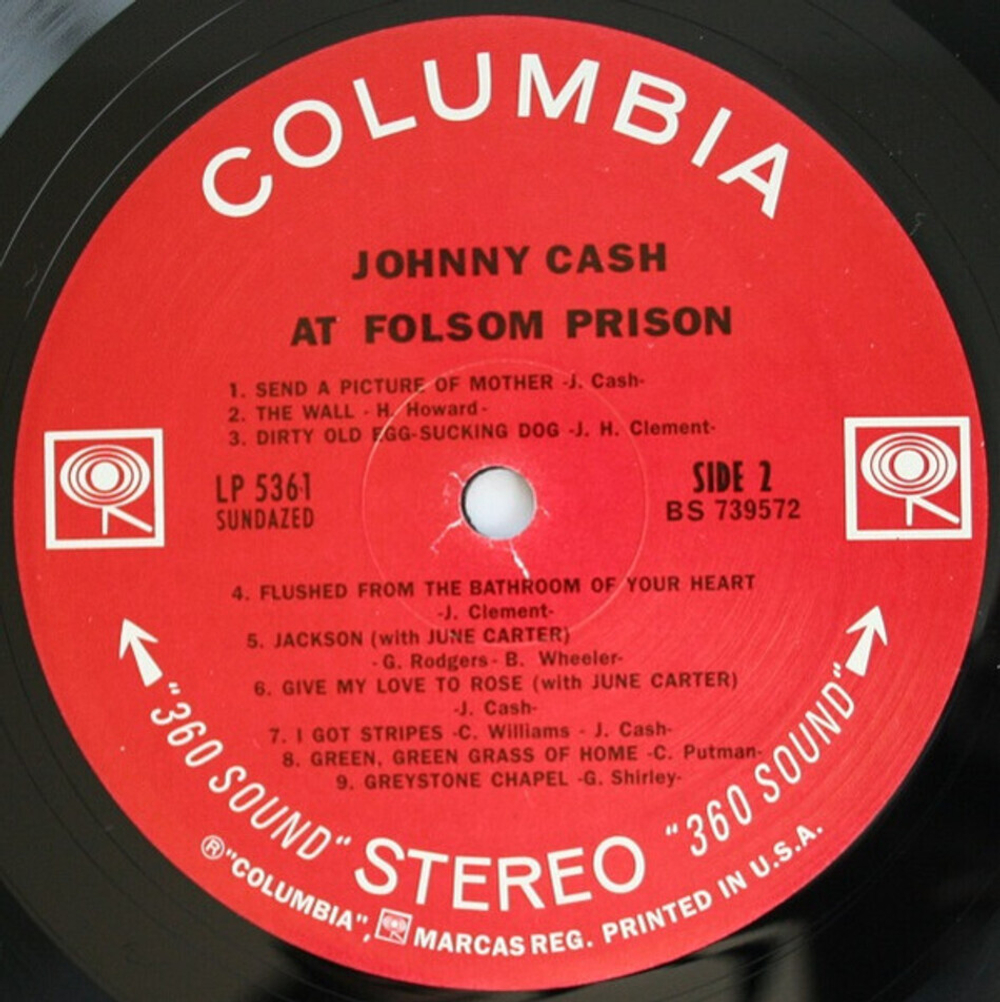 COLUMBIA
JOHNNY CASH
AT FOLSOM PRISON
1. SEND A PICTURE OF MOTHER -J. Cash-
2. THE WALL - H. Howard-
3. DIRTY OLD EGG-SUCKING DOG -J. H. Clement-
LP 5361
SUNDAZED
SIDE 2
BS 739572
4. FLUSHED FROM THE BATHROOM OF YOUR HEART
-J. Clement-
5. JACKSON (with JUNE CARTER)
-G. Rodgers- B. Wheeler-
6. GIVE MY LOVE TO ROSE (with JUNE CARTER)
-J. Cash-
7. I GOT STRIPES -C. Williams - J. Cash-
8. GREEN, GREEN GRASS OF HOME -C. Putman-
9. GREYSTONE CHAPEL -G. Shirley-
"360 SOUND" STEREO "360 SOUND"
®"COLUMBIA", MARCAS REG. PRINTED IN U.S.A.